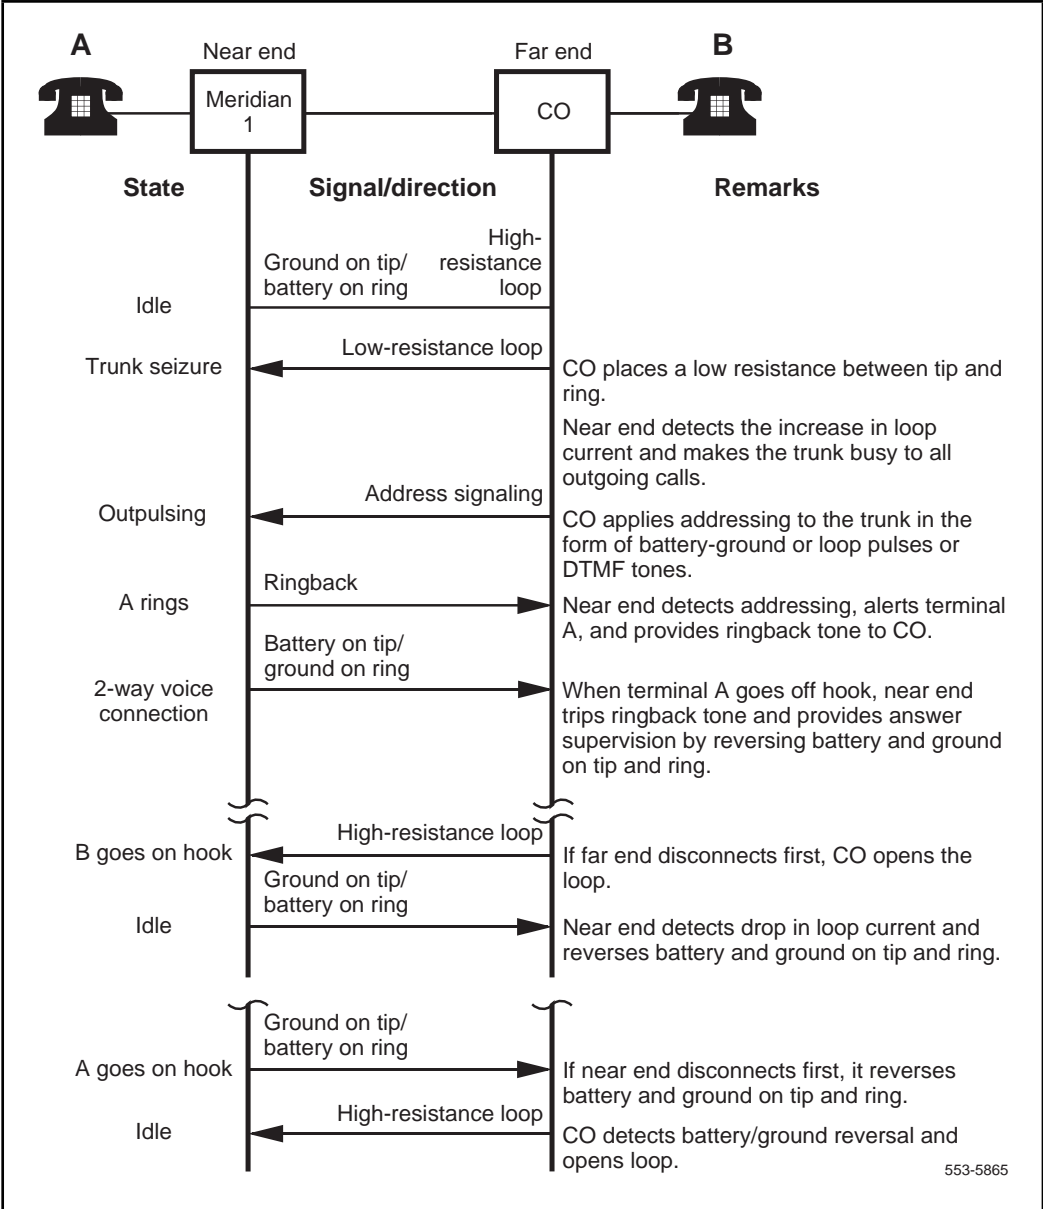 A
Near end
Far end
B
Meridian
1
CO
State
Signal/direction
Remarks
High-
resistance
loop
Ground on tip/
battery on ring
Idle
Low-resistance loop
Trunk seizure
CO places a low resistance between tip and
ring.
Near end detects the increase in loop
current and makes the trunk busy to all
outgoing calls.
Address signaling
Outpulsing
CO applies addressing to the trunk in the
form of battery-ground or loop pulses or
DTMF tones.
Ringback
A rings
Near end detects addressing, alerts terminal
A, and provides ringback tone to CO.
Battery on tip/
ground on ring
2-way voice
connection
When terminal A goes off hook, near end
trips ringback tone and provides answer
supervision by reversing battery and ground
on tip and ring.
High-resistance loop
B goes on hook
If far end disconnects first, CO opens the
loop.
Ground on tip/
battery on ring
Idle
Near end detects drop in loop current and
reverses battery and ground on tip and ring.
Ground on tip/
battery on ring
A goes on hook
If near end disconnects first, it reverses
battery and ground on tip and ring.
High-resistance loop
Idle
CO detects battery/ground reversal and
opens loop.
553-5865